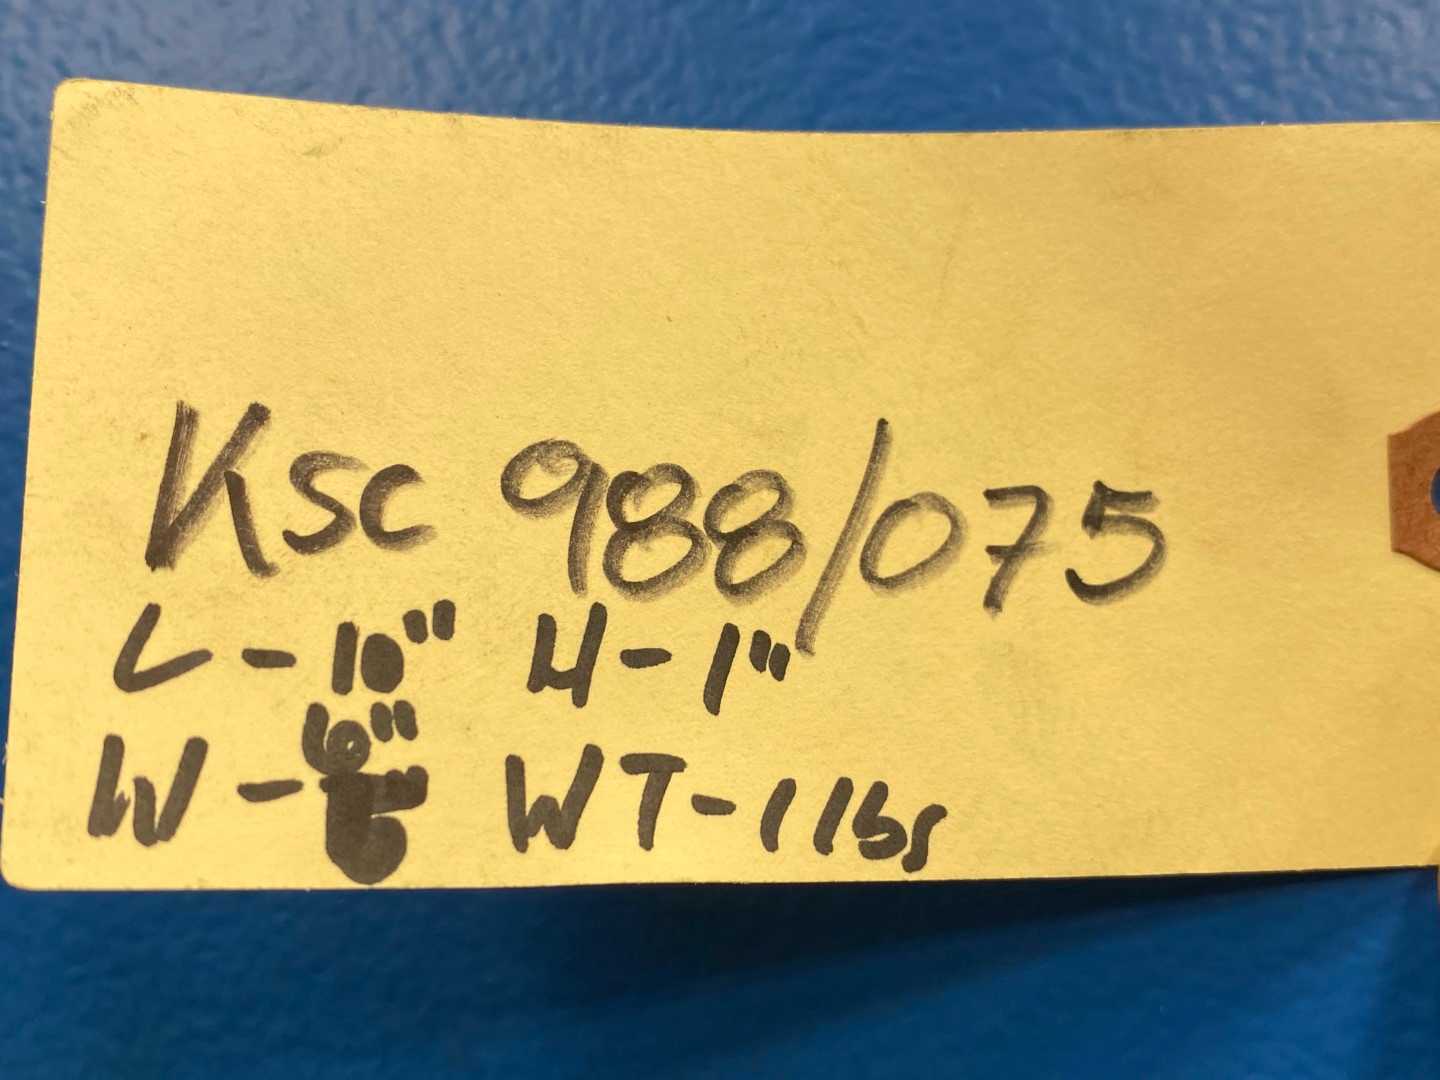 Ksc 988/075
L-10" H-1"
W-6" WT-1 lbs